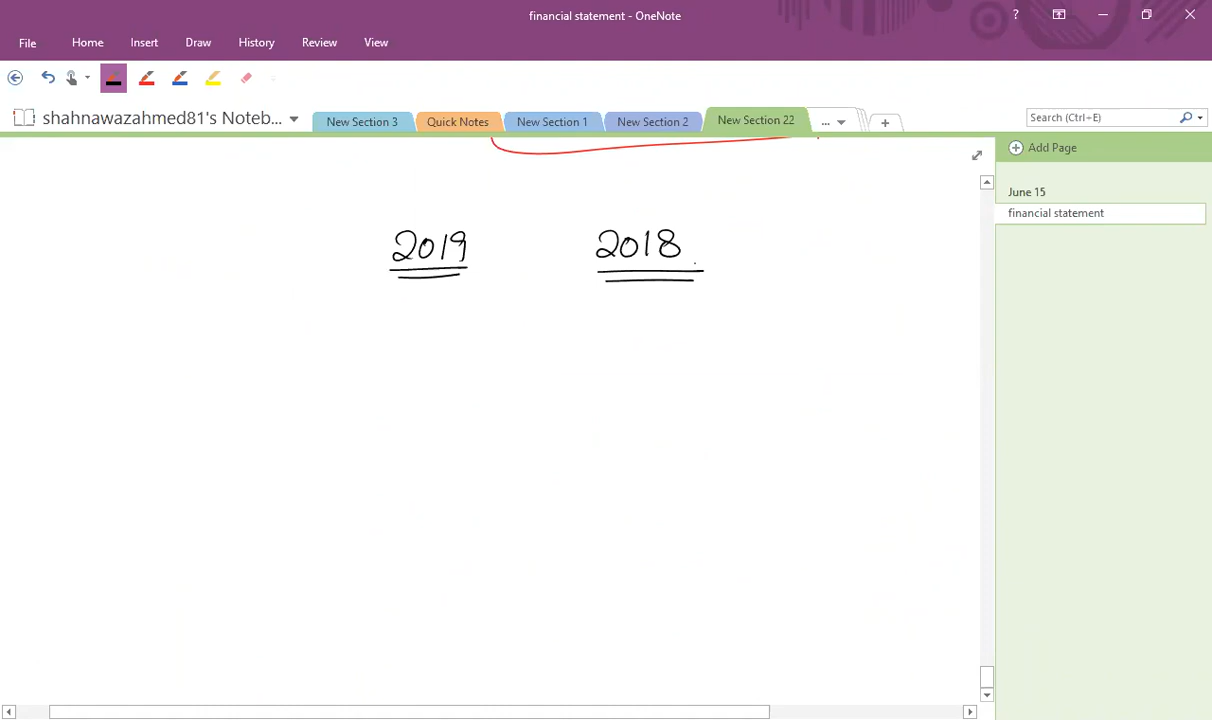 financial statement - OneNote
?
File Home Insert Draw History Review View
shahnawazahmed81's Noteb... New Section 3 Quick Notes New Section 1 New Section 2 New Section 22 ... Search (Ctrl+E)
Add Page
June 15
financial statement
2019 2018